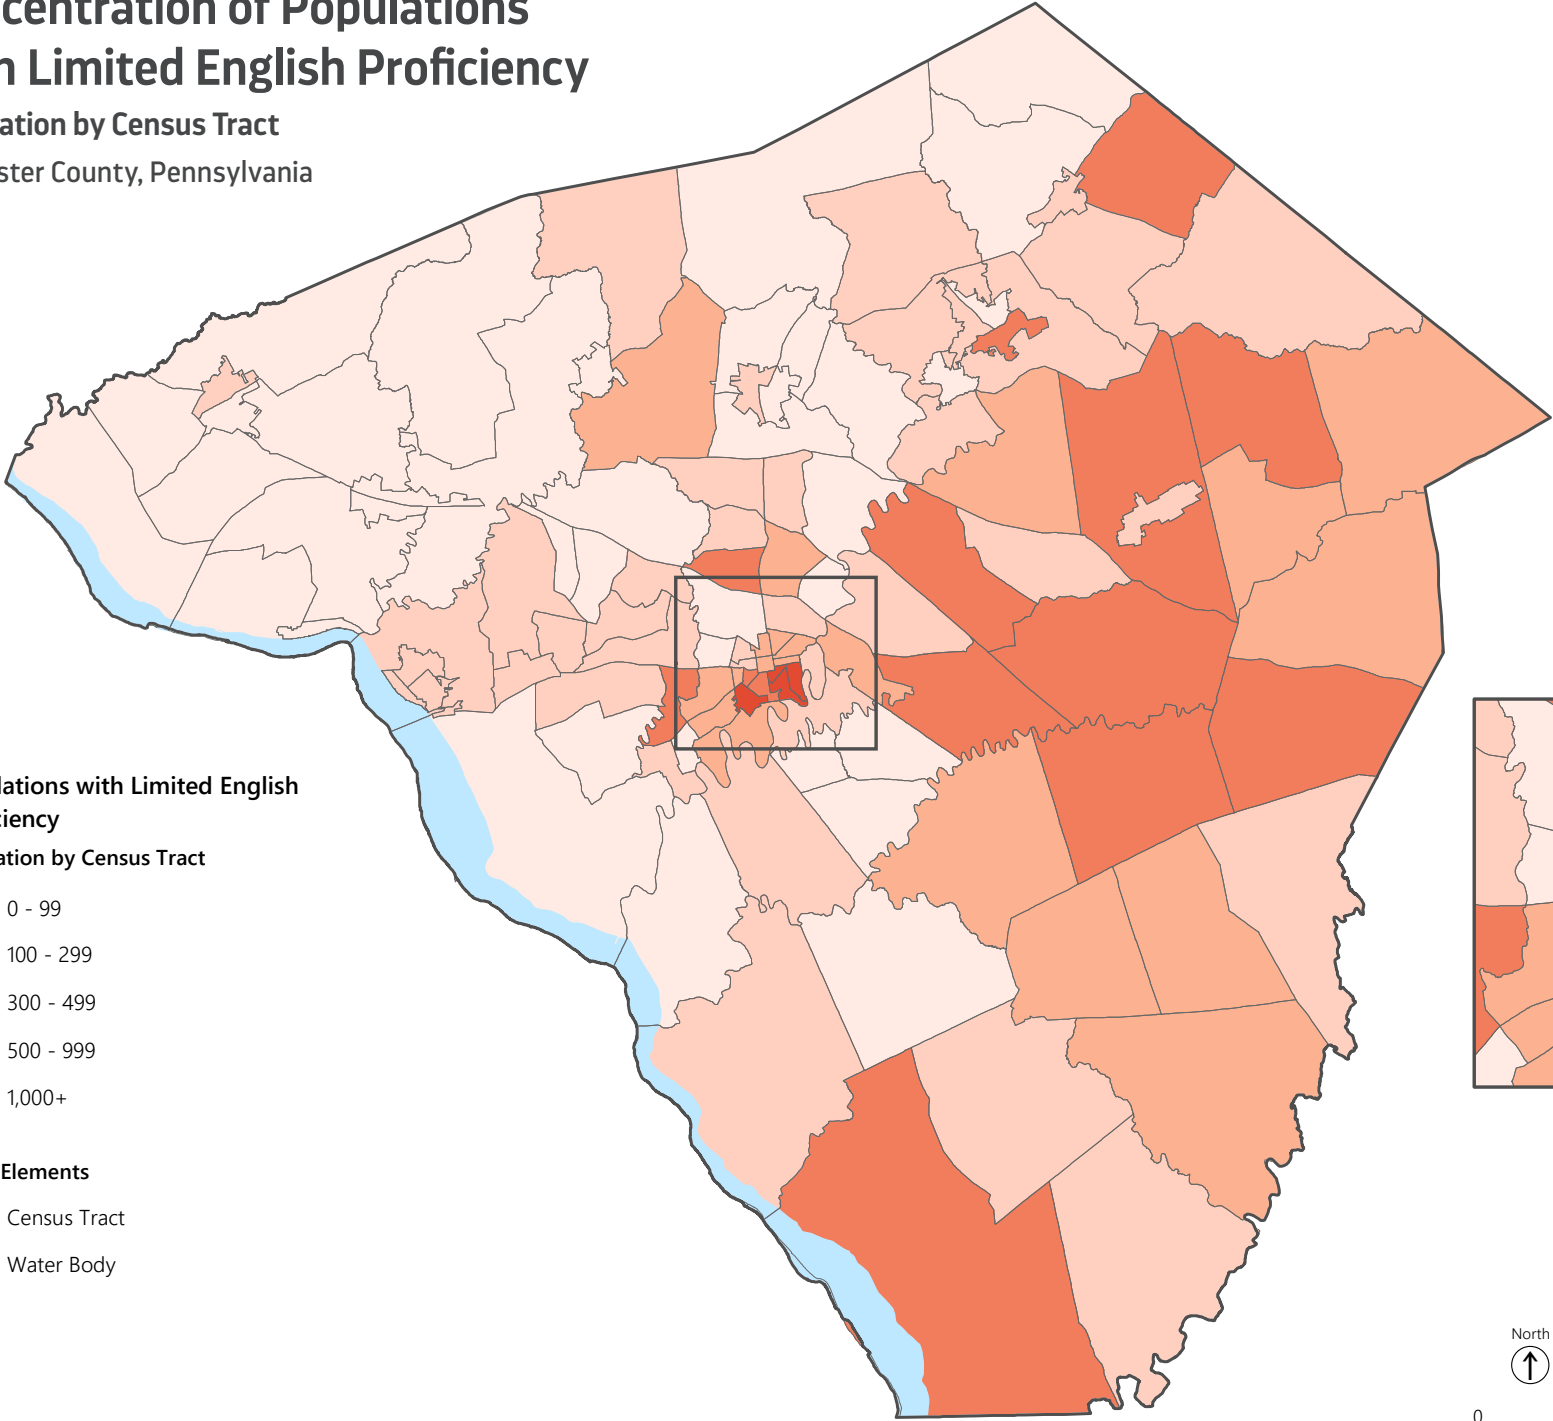 centration of Populations
Limited English Proficiency
ation by Census Tract
ster County, Pennsylvania
lations with Limited English
iency
ation by Census Tract
0 - 99
100 - 299
300 - 499
500 - 999
1,000+
Elements
Census Tract
Water Body
North
0